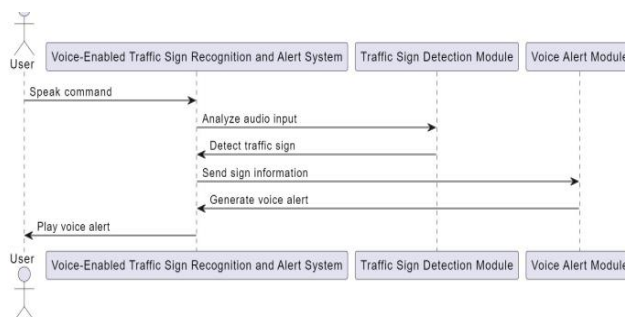 User
Voice-Enabled Traffic Sign Recognition and Alert System
Traffic Sign Detection Module
Voice Alert Module
Speak command
Analyze audio input
Detect traffic sign
Send sign information
Generate voice alert
Play voice alert
User
Voice-Enabled Traffic Sign Recognition and Alert System
Traffic Sign Detection Module
Voice Alert Module